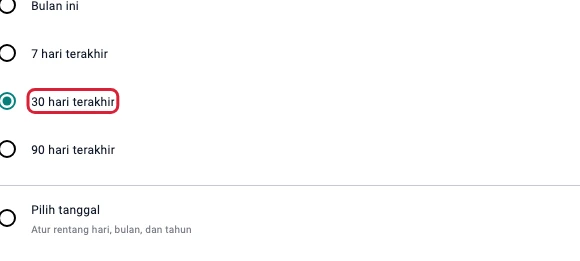 Bulan ini
7 hari terakhir
30 hari terakhir
90 hari terakhir
Pilih tanggal
Atur rentang hari, bulan, dan tahun